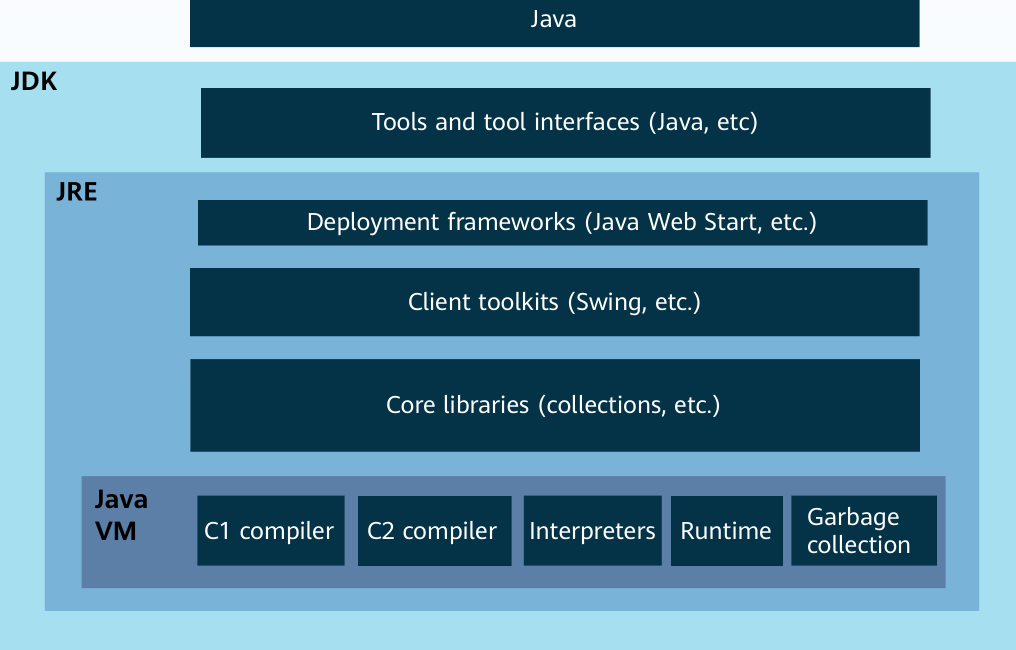 Java
JDK
Tools and tool interfaces (Java, etc)
JRE
Deployment frameworks (Java Web Start, etc.)
Client toolkits (Swing, etc.)
Core libraries (collections, etc.)
Java
VM
C1 compiler
C2 compiler
Interpreters
Runtime
Garbage
collection